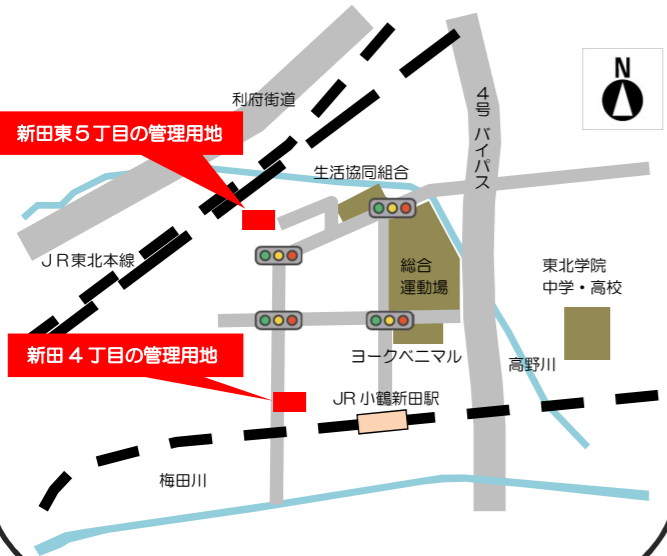 利府街道
4号 バイパス
N
新田東５丁目の管理用地
生活協同組合
ＪＲ東北本線
総合
運動場
東北学院
中学・高校
新田４丁目の管理用地
ヨークベニマル
高野川
JR小鶴新田駅
梅田川